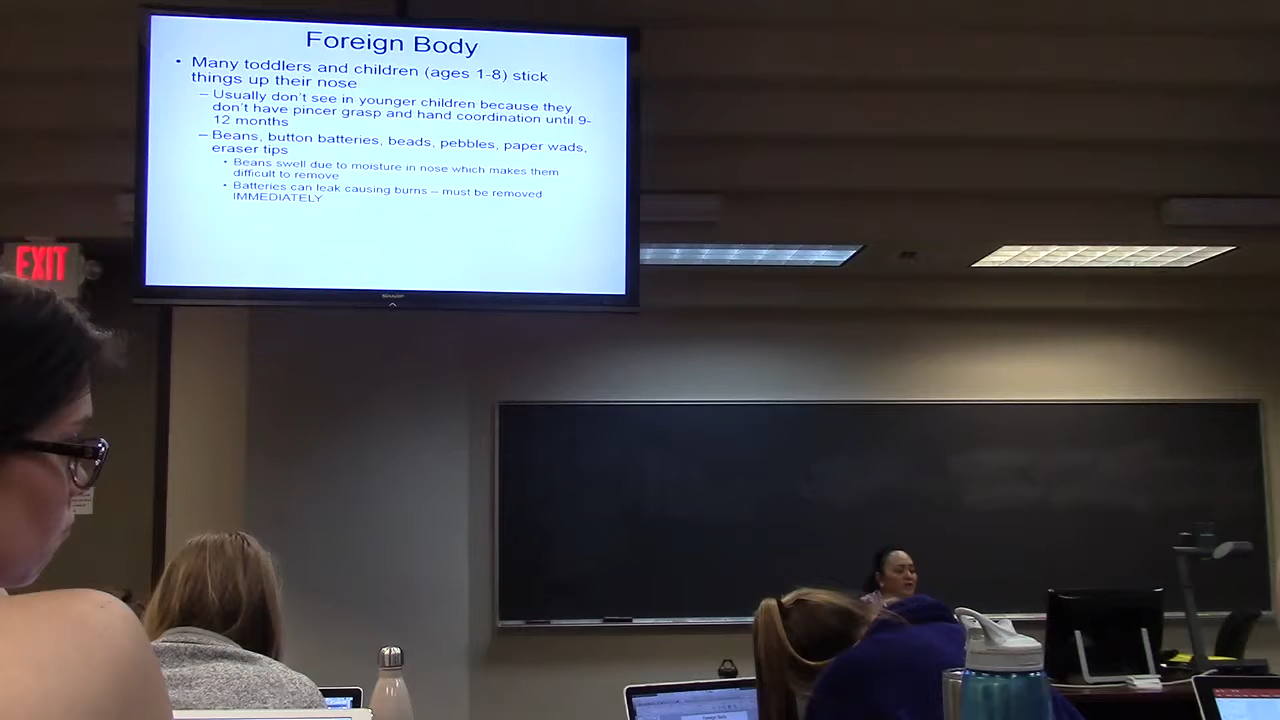 Foreign Body
• Many toddlers and children (ages 1-8) stick
things up their nose
– Usually don't see in younger children because they
don't have pincer grasp and hand coordination until 9-
12 months
– Beans, button batteries, beads, pebbles, paper wads,
eraser tips
• Beans swell due to moisture in nose which makes them
difficult to remove
• Batteries can leak causing burns – must be removed
IMMEDIATELY
SHARP
EXIT
Foreign Body